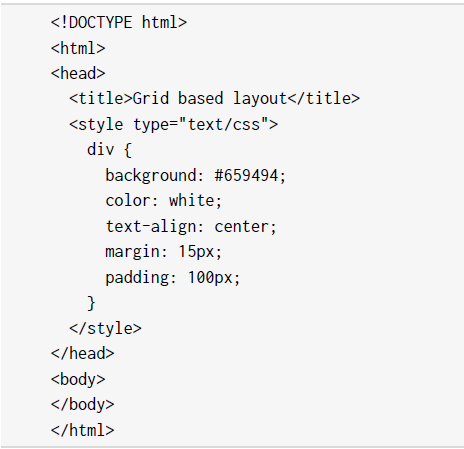 <!DOCTYPE html>
<html>
<head>
  <title>Grid based layout</title>
  <style type="text/css">
    div {
      background: #659494;
      color: white;
      text-align: center;
      margin: 15px;
      padding: 100px;
    }
  </style>
</head>
<body>
</body>
</html>